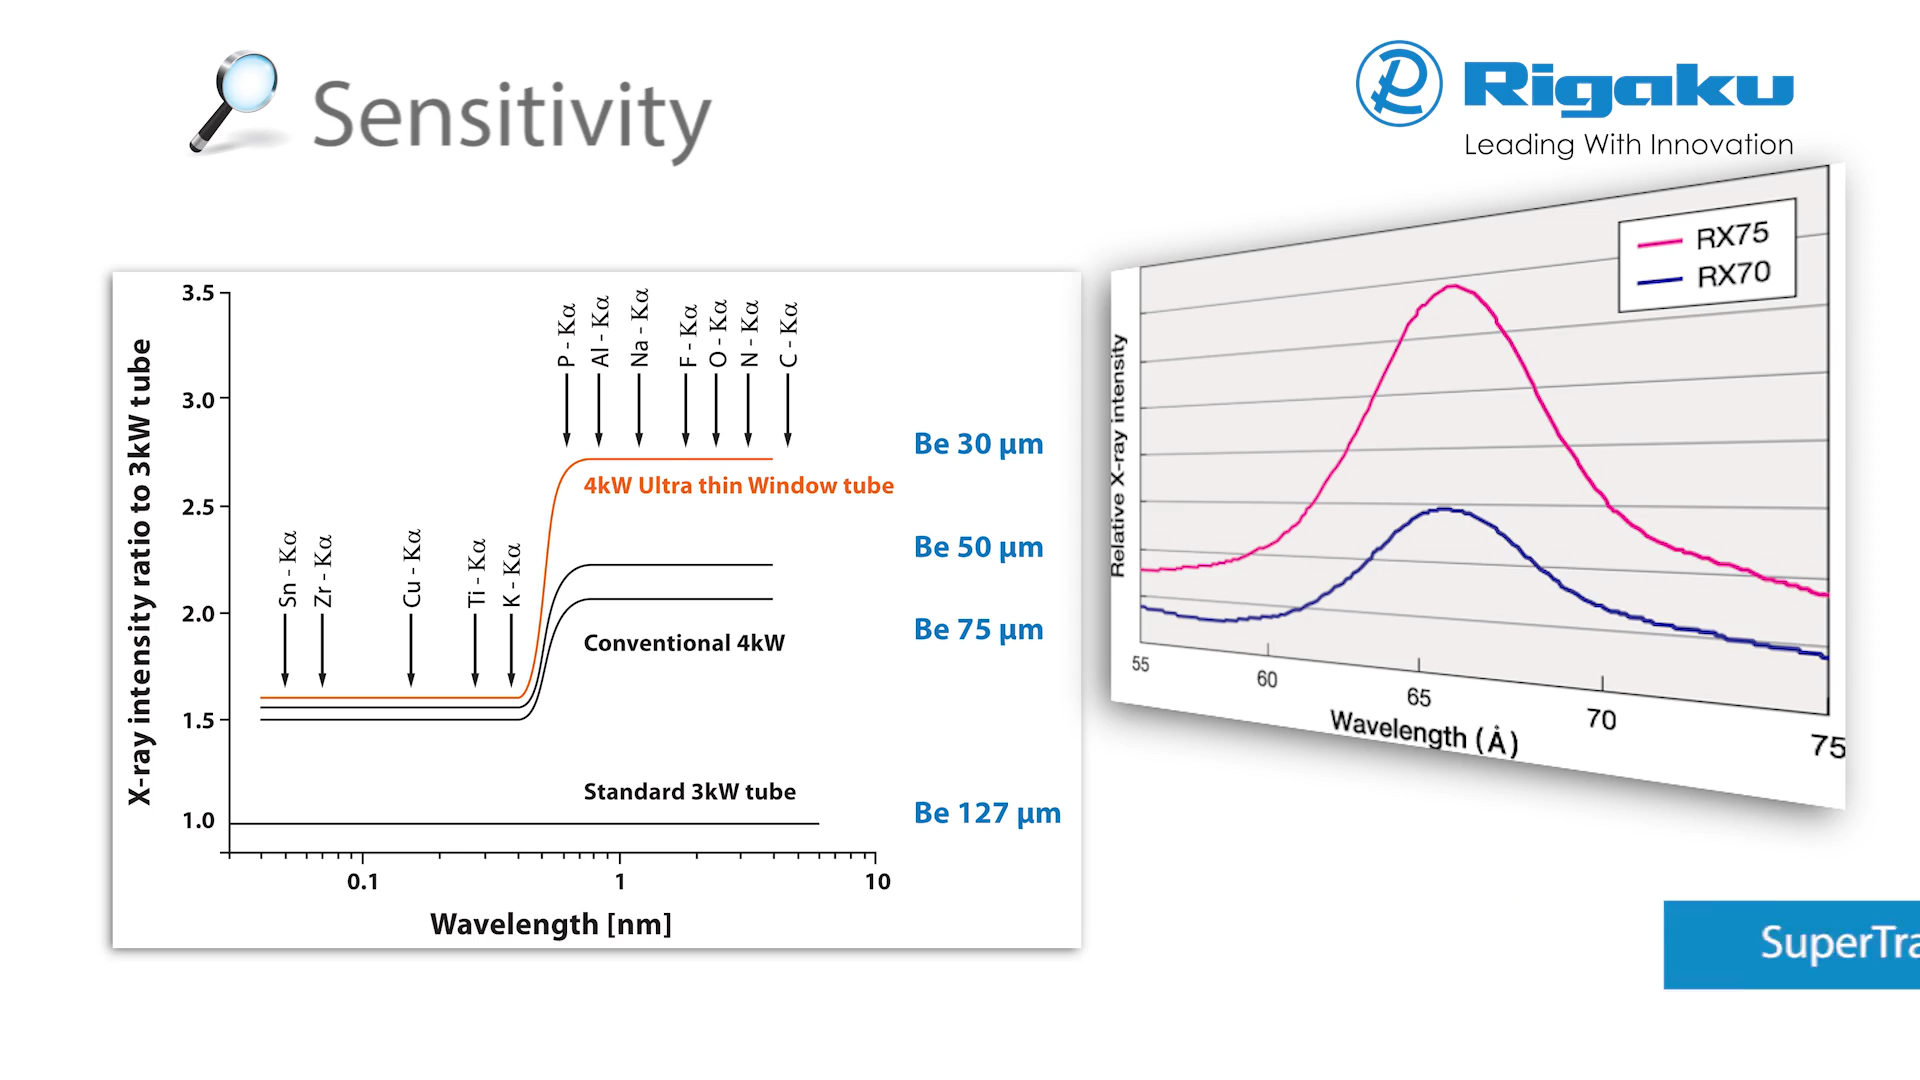 Sensitivity
Rigaku
Leading With Innovation
X-ray intensity ratio to 3kW tube
3.5
3.0
2.5
2.0
1.5
1.0
Sn - Kα
Zr - Kα
Cu - Kα
Ti - Kα
K - Kα
P - Kα
Al - Kα
Na - Kα
F - Kα
O - Kα
N - Kα
C - Kα
4kW Ultra thin Window tube
Conventional 4kW
Standard 3kW tube
Be 30 µm
Be 50 µm
Be 75 µm
Be 127 µm
0.1
1
10
Wavelength [nm]
RX75
RX70
Relative X-ray intensity
55
60
65
70
75
Wavelength (Å)
SuperTra